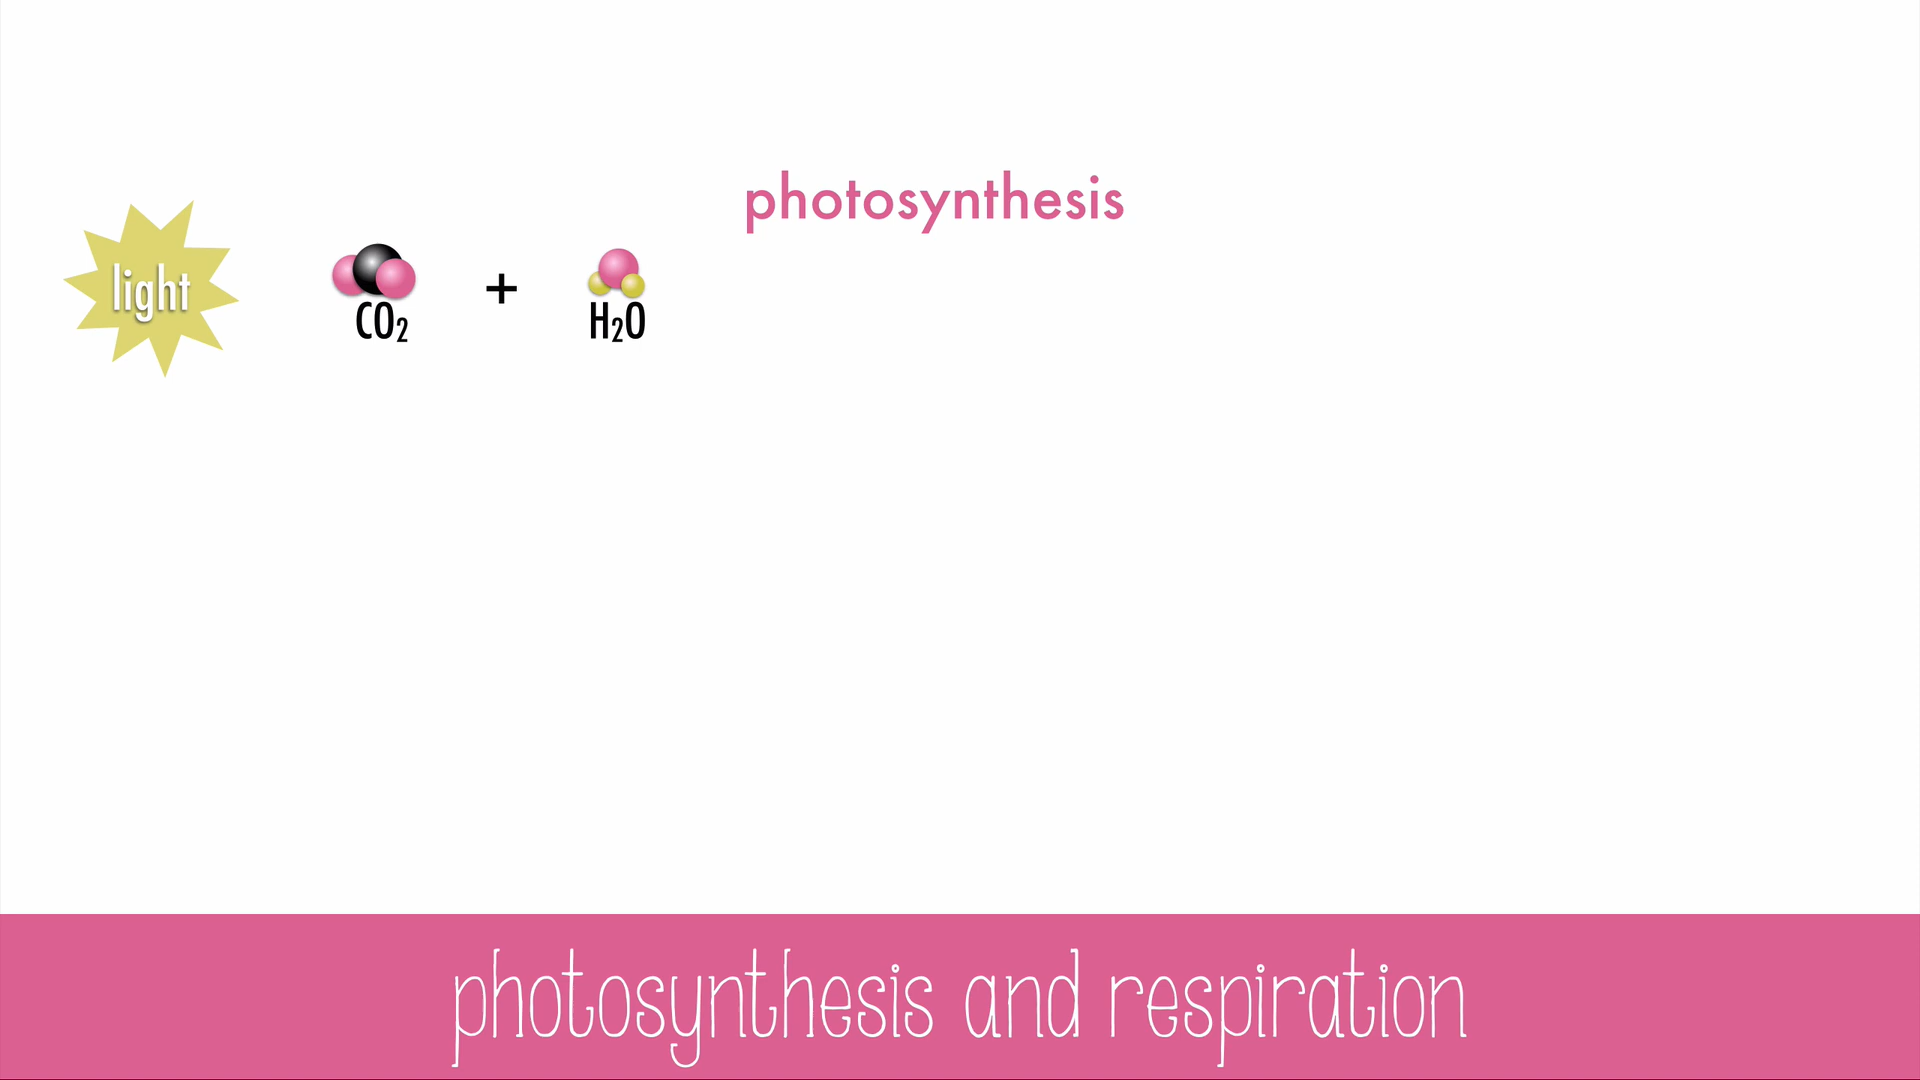 photosynthesis
light
CO₂ + H₂O
photosynthesis and respiration